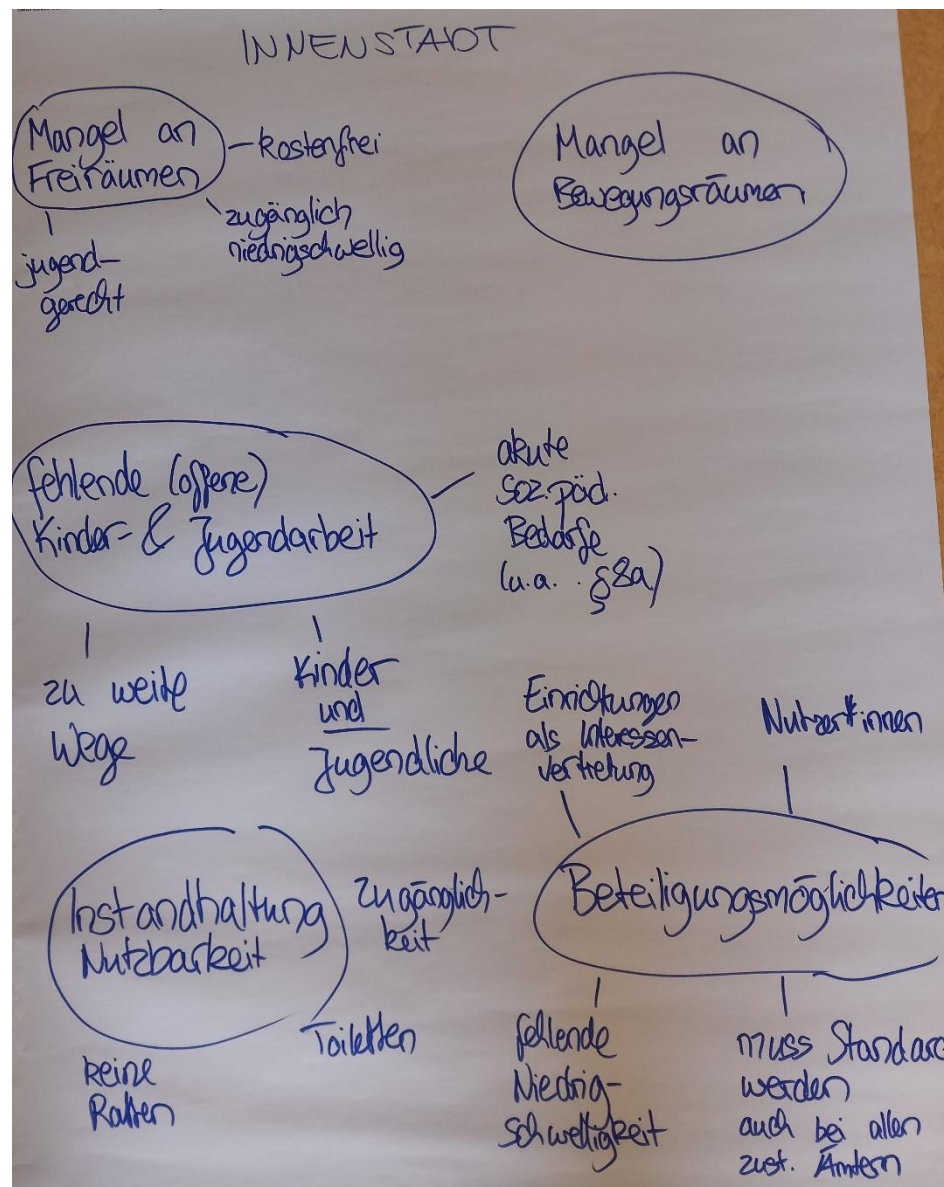 INNENSTADT
Mangel an
Freiräumen
kostenfrei
zugänglich
niedrigschwellig
jugend-
gerecht
Mangel an
Bewegungsräumen
fehlende (offene)
Kinder- & Jugendarbeit
akute
Soz.päd.
Bedarfe
(u.a. §8a)
zu weite
Wege
Kinder
und
Jugendliche
Einrichtungen
als Interessen-
vertretung
Nutzer*innen
Instandhaltung
Nutzbarkeit
Zugänglich-
keit
Toiletten
keine
Ratten
Beteiligungsmöglichkeiten
fehlende
Niedrig-
schwelligkeit
muss Standard
werden
auch bei allen
zust. Ämtern